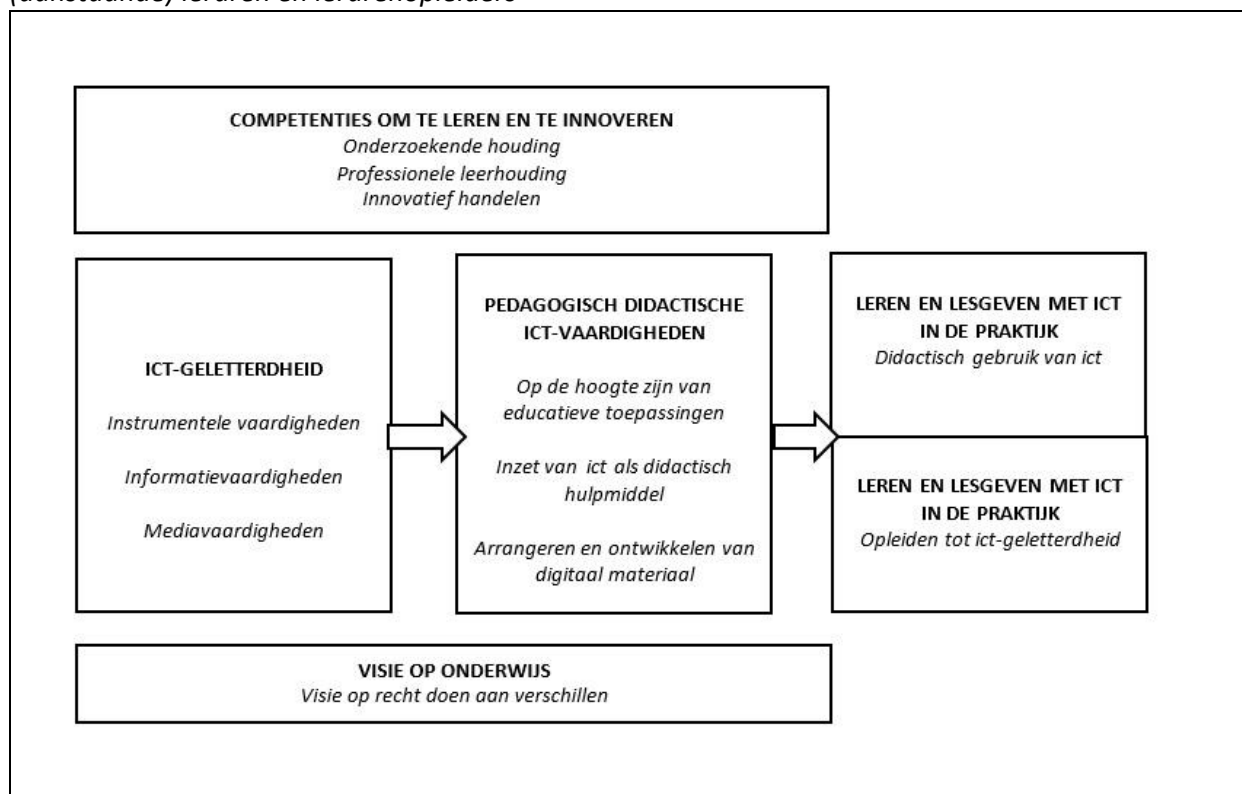 (aanstaande) leraren en lerarenopleiders
COMPETENTIES OM TE LEREN EN TE INNOVEREN
Onderzoekende houding
Professionele leerhouding
Innovatief handelen
ICT-GELETTERDHEID
Instrumentele vaardigheden
Informatievaardigheden
Mediavaardigheden
PEDAGOGISCH DIDACTISCHE
ICT-VAARDIGHEDEN
Op de hoogte zijn van
educatieve toepassingen
Inzet van ict als didactisch
hulpmiddel
Arrangeren en ontwikkelen van
digitaal materiaal
LEREN EN LESGEVEN MET ICT
IN DE PRAKTIJK
Didactisch gebruik van ict
LEREN EN LESGEVEN MET ICT
IN DE PRAKTIJK
Opleiden tot ict-geletterdheid
VISIE OP ONDERWIJS
Visie op recht doen aan verschillen